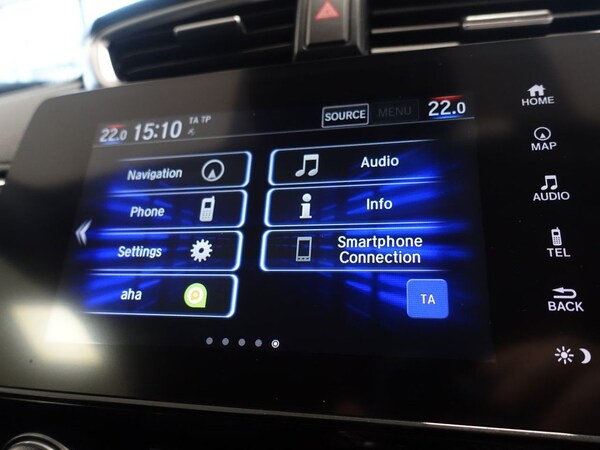 22.0 15:10 TA TP SOURCE MENU 22.0
Navigation
Audio
Phone
Info
Settings
Smartphone
Connection
aha
TA
HOME
MAP
AUDIO
TEL
BACK